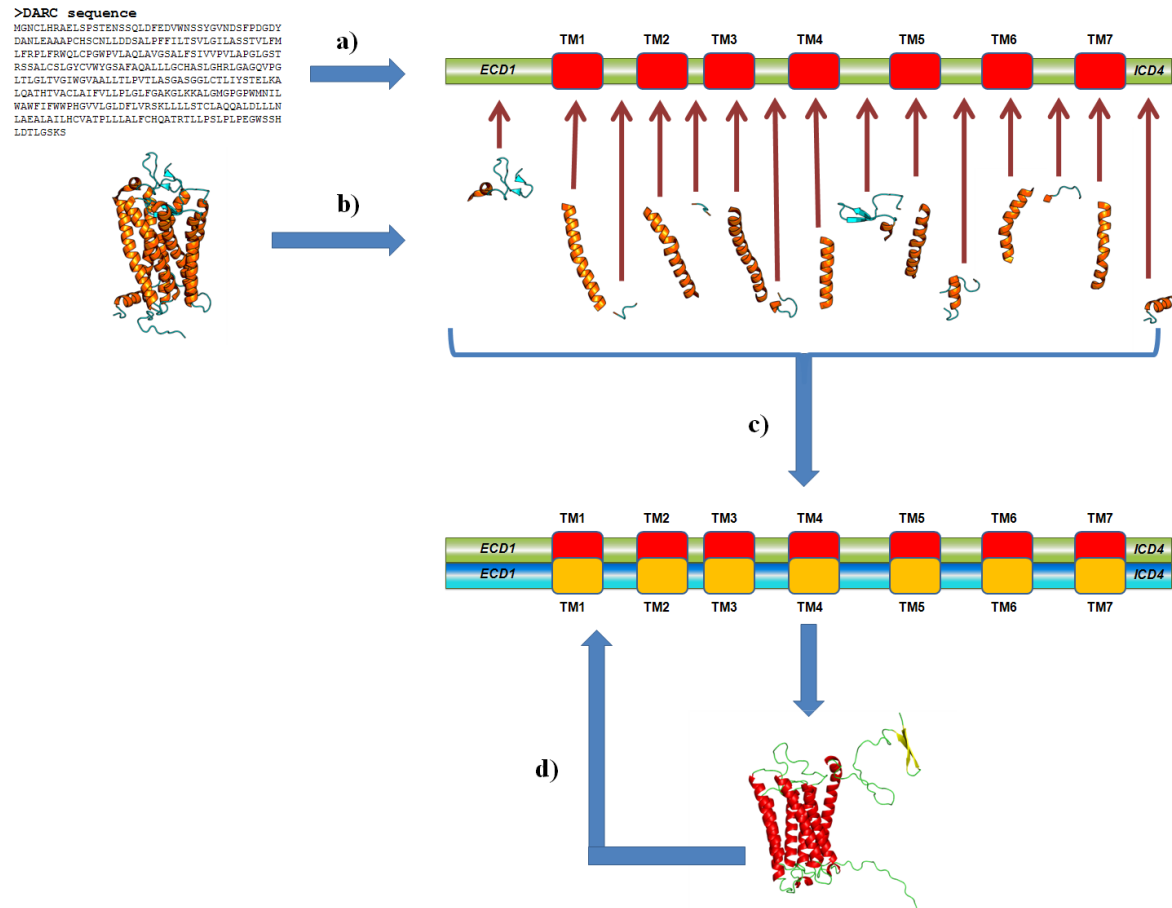 >DARC sequence
MGNCLHRAELSPSTENSSQLDFEDVWNSSYGVNDSFPDGDY
DANLEAAAPCHSCNLLDDSALPFFILTSVLGILASSTVLFM
LFRPLFRWQLCPGWPVLAQLAVGSALFSIVVPVLAPGLGST
RSSALCSLGYCVWYGSAFAQALLLGCHASLGHRLGAGQVPG
LTLGLTVGIWGVAALLTLPVTLASGASGGLCTLIYSTELKA
LQATHTVACLAIFVLLPLGLFGAKGLKKALGMGPGPWMNIL
WAWFIFWWPHGVVLGLDFLVRSKLLLLSTCLAQQALDLLLN
LAEALAILHCVATPLLLALFCHQATRTLLPSLPLPEGWSSH
LDTLGSKS
a)
TM1 TM2 TM3 TM4 TM5 TM6 TM7
ECD1 ICD4
b)
c)
TM1 TM2 TM3 TM4 TM5 TM6 TM7
ECD1 ICD4
ECD1 ICD4
TM1 TM2 TM3 TM4 TM5 TM6 TM7
d)